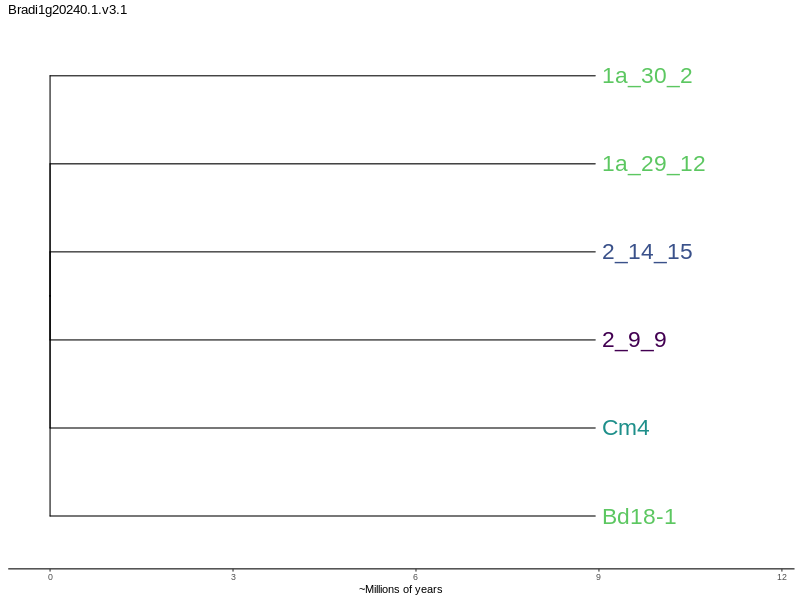 Bradi1g20240.1.v3.1
1a_30_2
1a_29_12
2_14_15
2_9_9
Cm4
Bd18-1
0 3 6 9 12
~Millions of years